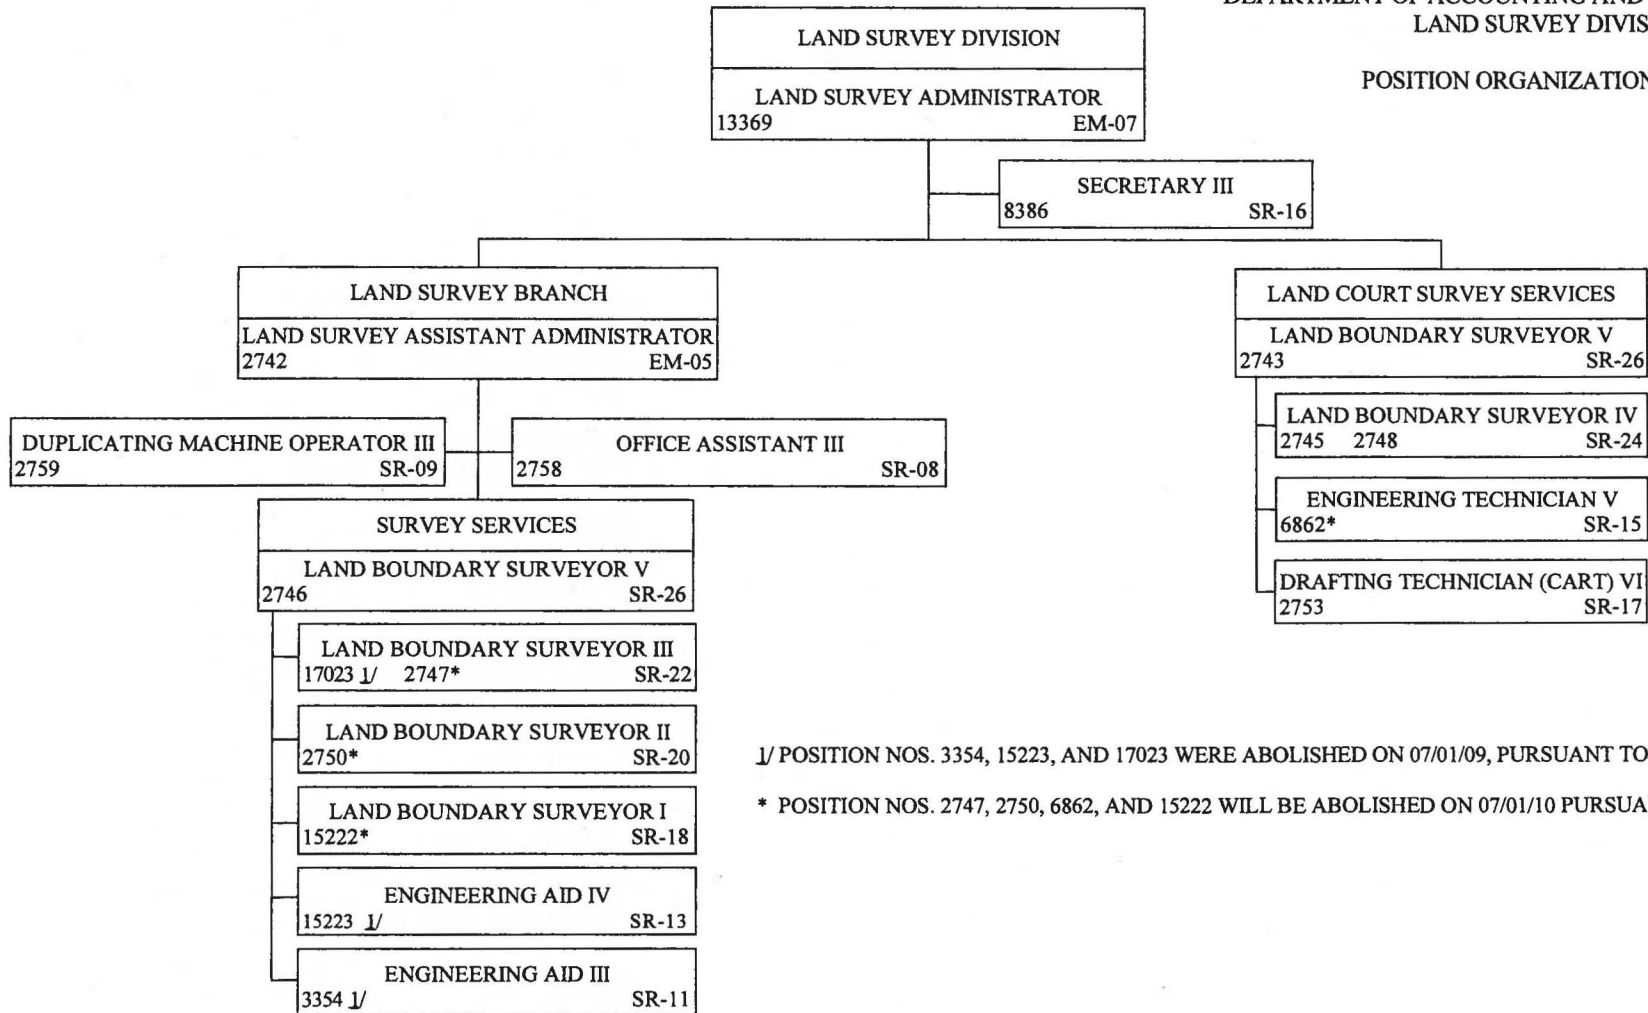 DEPARTMENT OF ACCOUNTING AND
LAND SURVEY DIVIS
POSITION ORGANIZATION
LAND SURVEY DIVISION
LAND SURVEY ADMINISTRATOR
13369 EM-07
SECRETARY III
8386 SR-16
LAND SURVEY BRANCH
LAND SURVEY ASSISTANT ADMINISTRATOR
2742 EM-05
LAND COURT SURVEY SERVICES
LAND BOUNDARY SURVEYOR V
2743 SR-26
LAND BOUNDARY SURVEYOR IV
2745 2748 SR-24
ENGINEERING TECHNICIAN V
6862* SR-15
DRAFTING TECHNICIAN (CART) VI
2753 SR-17
DUPLICATING MACHINE OPERATOR III
2759 SR-09
OFFICE ASSISTANT III
2758 SR-08
SURVEY SERVICES
LAND BOUNDARY SURVEYOR V
2746 SR-26
LAND BOUNDARY SURVEYOR III
17023 1/ 2747* SR-22
LAND BOUNDARY SURVEYOR II
2750* SR-20
LAND BOUNDARY SURVEYOR I
15222* SR-18
ENGINEERING AID IV
15223 1/ SR-13
ENGINEERING AID III
3354 1/ SR-11
1/ POSITION NOS. 3354, 15223, AND 17023 WERE ABOLISHED ON 07/01/09, PURSUANT TO
* POSITION NOS. 2747, 2750, 6862, AND 15222 WILL BE ABOLISHED ON 07/01/10 PURSUA